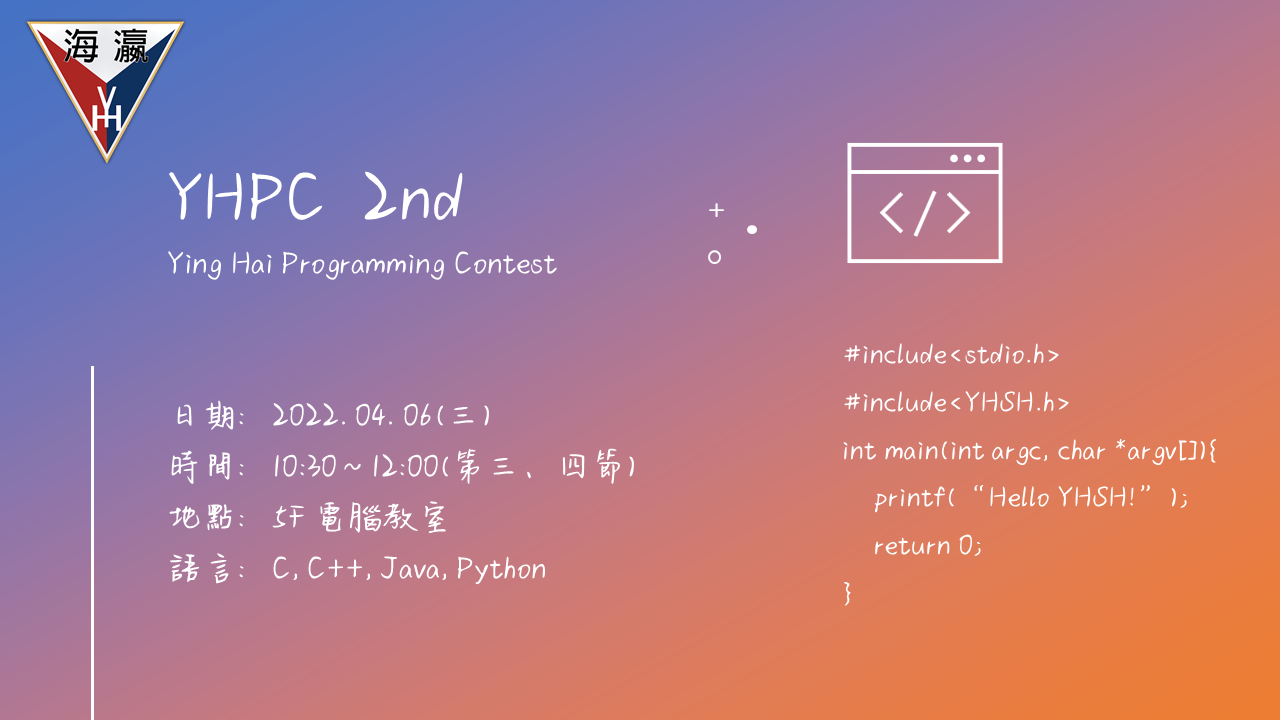 海 瀛
YH
YHPC 2nd
Ying Hai Programming Contest
日期: 2022.04.06(三)
時間: 10:30~12:00(第三、四節)
地點: 5F 電腦教室
語言: C, C++, Java, Python
</>
#include<stdio.h>
#include<YHSH.h>
int main(int argc, char *argv[]){
printf( “Hello YHSH!” );
return 0;
}